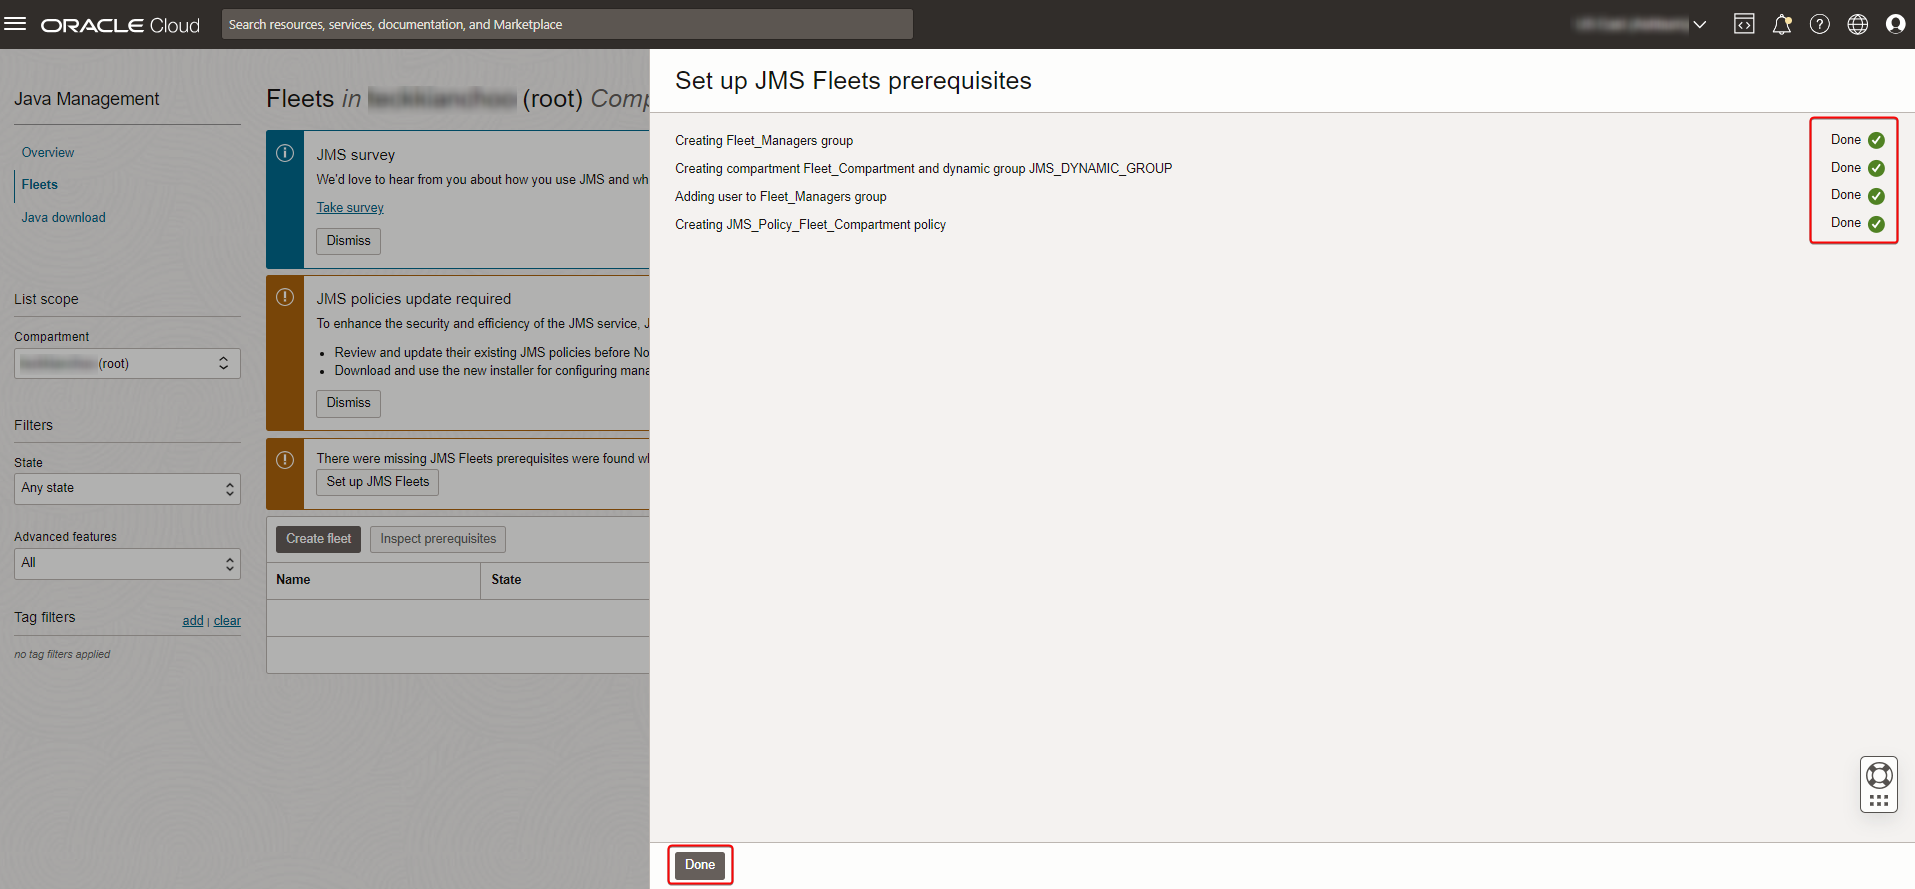 ORACLE Cloud
Search resources, services, documentation, and Marketplace
Java Management
Overview
Fleets
Java download
List scope
Compartment
(root)
Filters
State
Any state
Advanced features
All
Tag filters
add | clear
no tag filters applied
Fleets in (root) Comp
JMS survey
We'd love to hear from you about how you use JMS and wh
Take survey
Dismiss
JMS policies update required
To enhance the security and efficiency of the JMS service, J
• Review and update their existing JMS policies before No
• Download and use the new installer for configuring mana
Dismiss
There were missing JMS Fleets prerequisites were found wh
Set up JMS Fleets
Create fleet Inspect prerequisites
Name State
Set up JMS Fleets prerequisites
Creating Fleet_Managers group Done
Creating compartment Fleet_Compartment and dynamic group JMS_DYNAMIC_GROUP Done
Adding user to Fleet_Managers group Done
Creating JMS_Policy_Fleet_Compartment policy Done
Done